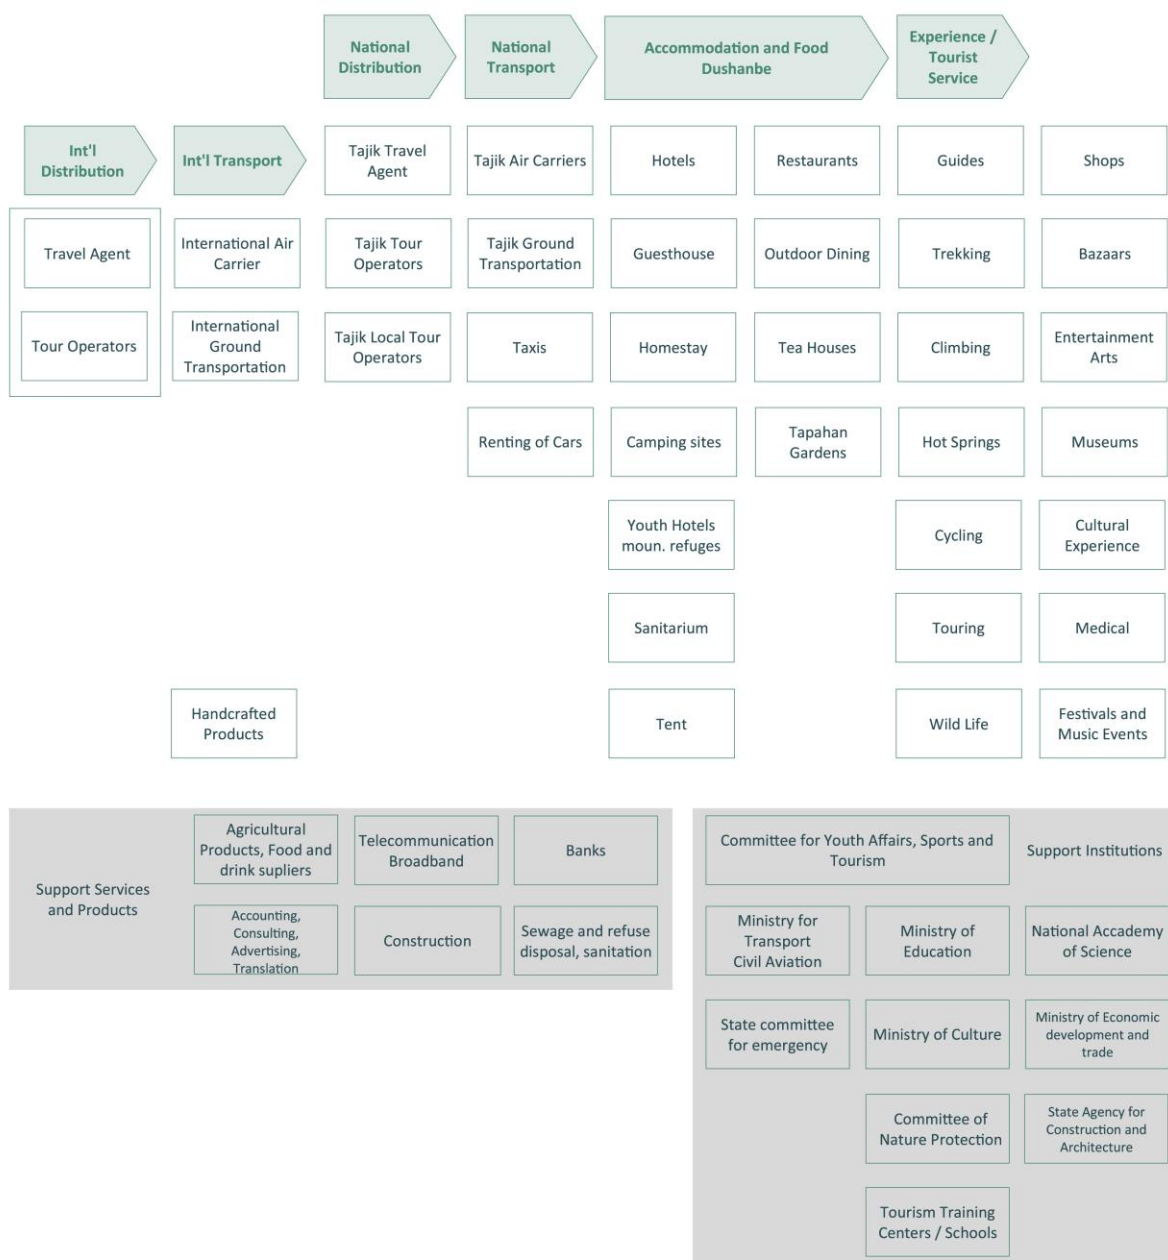 National
Distribution
National
Transport
Accommodation and Food
Dushanbe
Experience /
Tourist
Service
Int'l
Distribution
Int'l Transport
Tajik Travel
Agent
Tajik Air Carriers
Hotels
Restaurants
Guides
Shops
Travel Agent
International Air
Carrier
Tajik Tour
Operators
Tajik Ground
Transportation
Guesthouse
Outdoor Dining
Trekking
Bazaars
Tour Operators
International
Ground
Transportation
Tajik Local Tour
Operators
Taxis
Homestay
Tea Houses
Climbing
Entertainment
Arts
Renting of Cars
Camping sites
Tapahan
Gardens
Hot Springs
Museums
Youth Hotels
moun. refuges
Cycling
Cultural
Experience
Sanitarium
Touring
Medical
Handcrafted
Products
Tent
Wild Life
Festivals and
Music Events
Support Services
and Products
Agricultural
Products, Food and
drink supliers
Telecommunication
Broadband
Banks
Accounting,
Consulting,
Advertising,
Translation
Construction
Sewage and refuse
disposal, sanitation
Committee for Youth Affairs, Sports and
Tourism
Support Institutions
Ministry for
Transport
Civil Aviation
Ministry of
Education
National Accademy
of Science
State committee
for emergency
Ministry of Culture
Ministry of Economic
development and
trade
Committee of
Nature Protection
State Agency for
Construction and
Architecture
Tourism Training
Centers / Schools